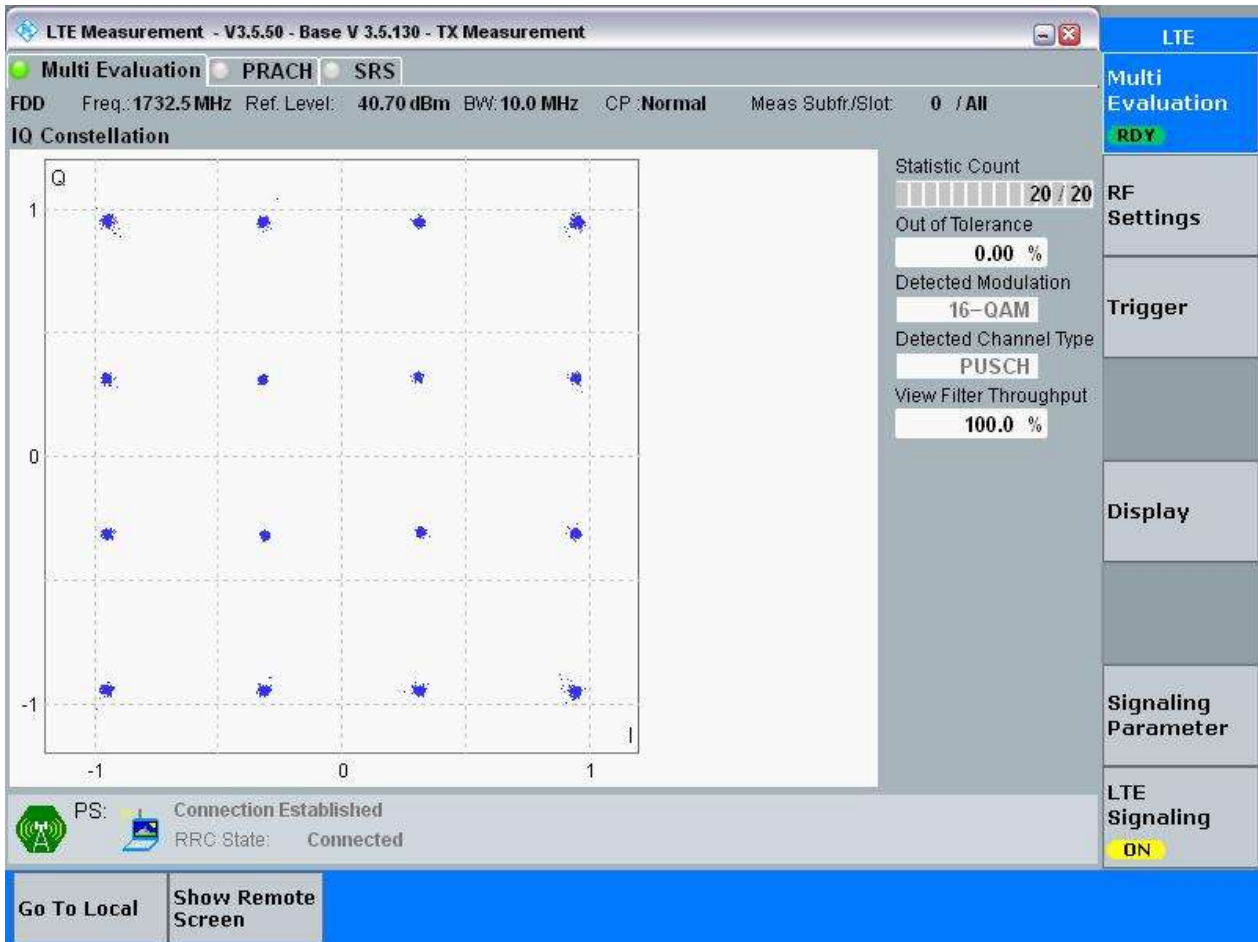 LTE Measurement - V3.5.50 - Base V 3.5.130 - TX Measurement
Multi Evaluation PRACH SRS
FDD Freq.: 1732.5 MHz Ref. Level: 40.70 dBm BW: 10.0 MHz CP : Normal Meas Subfr./Slot: 0 / All
IQ Constellation
Q
1
0
-1
I
-1 0 1
Statistic Count
20 / 20
Out of Tolerance
0.00 %
Detected Modulation
16-QAM
Detected Channel Type
PUSCH
View Filter Throughput
100.0 %
PS: Connection Established
RRC State: Connected
LTE
Multi
Evaluation
RDY
RF
Settings
Trigger
Display
Signaling
Parameter
LTE
Signaling
ON
Go To Local
Show Remote
Screen